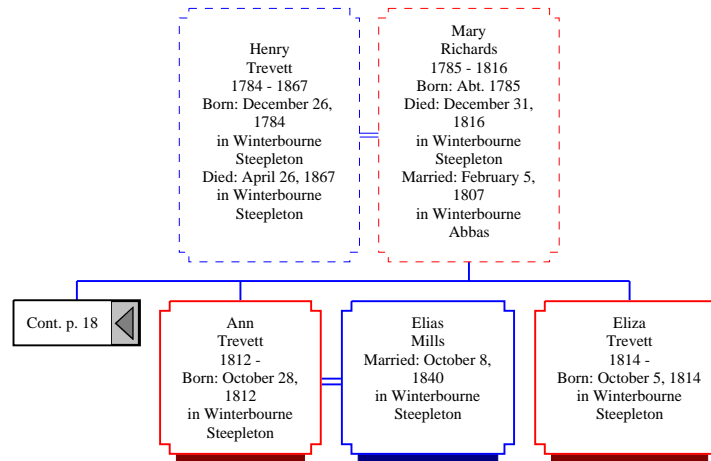 Henry
Trevett
1784 - 1867
Born: December 26,
1784
in Winterbourne
Steepleton
Died: April 26, 1867
in Winterbourne
Steepleton
Mary
Richards
1785 - 1816
Born: Abt. 1785
Died: December 31,
1816
in Winterbourne
Steepleton
Married: February 5,
1807
in Winterbourne
Abbas
Cont. p. 18
Ann
Trevett
1812 -
Born: October 28,
1812
in Winterbourne
Steepleton
Elias
Mills
Married: October 8,
1840
in Winterbourne
Steepleton
Eliza
Trevett
1814 -
Born: October 5, 1814
in Winterbourne
Steepleton